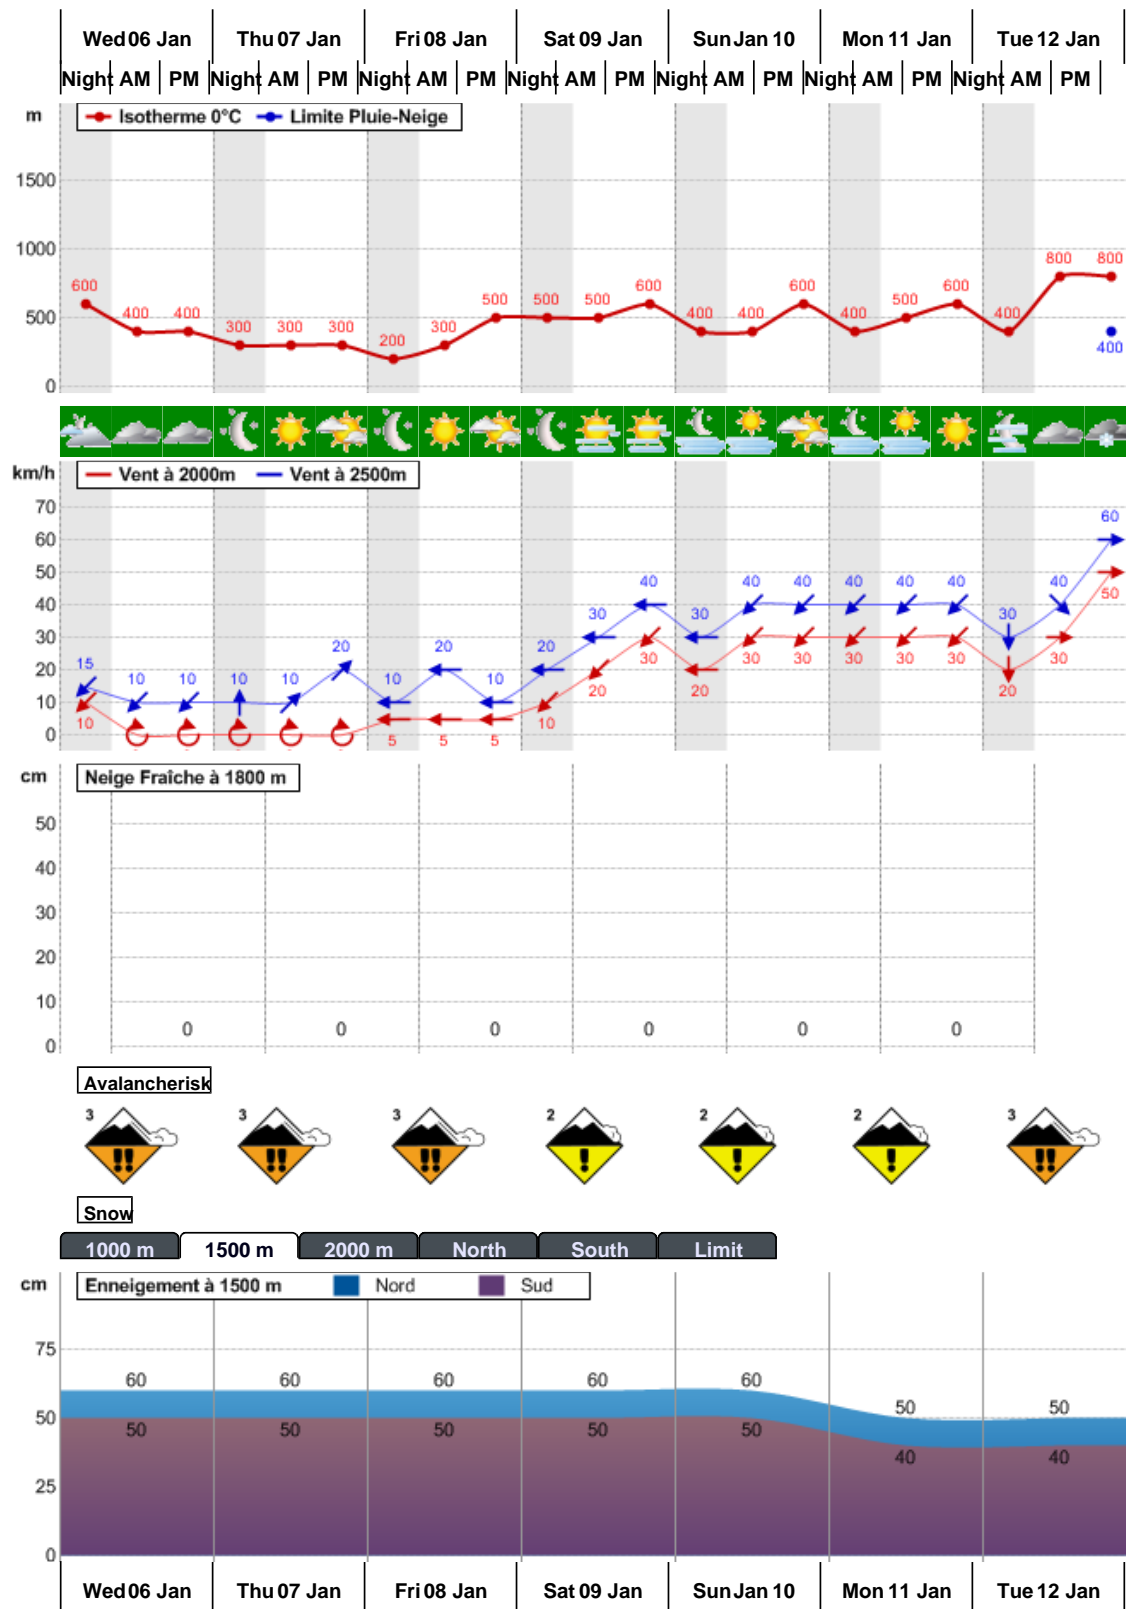 Wed 06 Jan Thu 07 Jan Fri 08 Jan Sat 09 Jan Sun Jan 10 Mon 11 Jan Tue 12 Jan
Night AM PM Night AM PM Night AM PM Night AM PM Night AM PM Night AM PM Night AM PM
m Isotherme 0°C Limite Pluie-Neige
1500
1000
800 800
600 600 600 600
500 500 500 500
400 400 400 400 400 400
500
300 300 300 300
200
400
0
km/h Vent à 2000m Vent à 2500m
70
60
60
50
50
40 40 40 40 40 40
40
30 30 30
30
20 20 20
15
30 30 30 30 30 30
20
10 10 10 10 10 10
20 20 20
10
10 10
0
5 5 5
cm Neige Fraîche à 1800 m
50
40
30
20
10
0 0 0 0 0 0
0
Avalancherisk
3 3 3 2 2 2 3
Snow
1000 m 1500 m 2000 m North South Limit
cm Enneigement à 1500 m Nord Sud
75
60 60 60 60 60
50 50
50
50 50 50 50 50
40 40
25
0
Wed 06 Jan Thu 07 Jan Fri 08 Jan Sat 09 Jan Sun Jan 10 Mon 11 Jan Tue 12 Jan